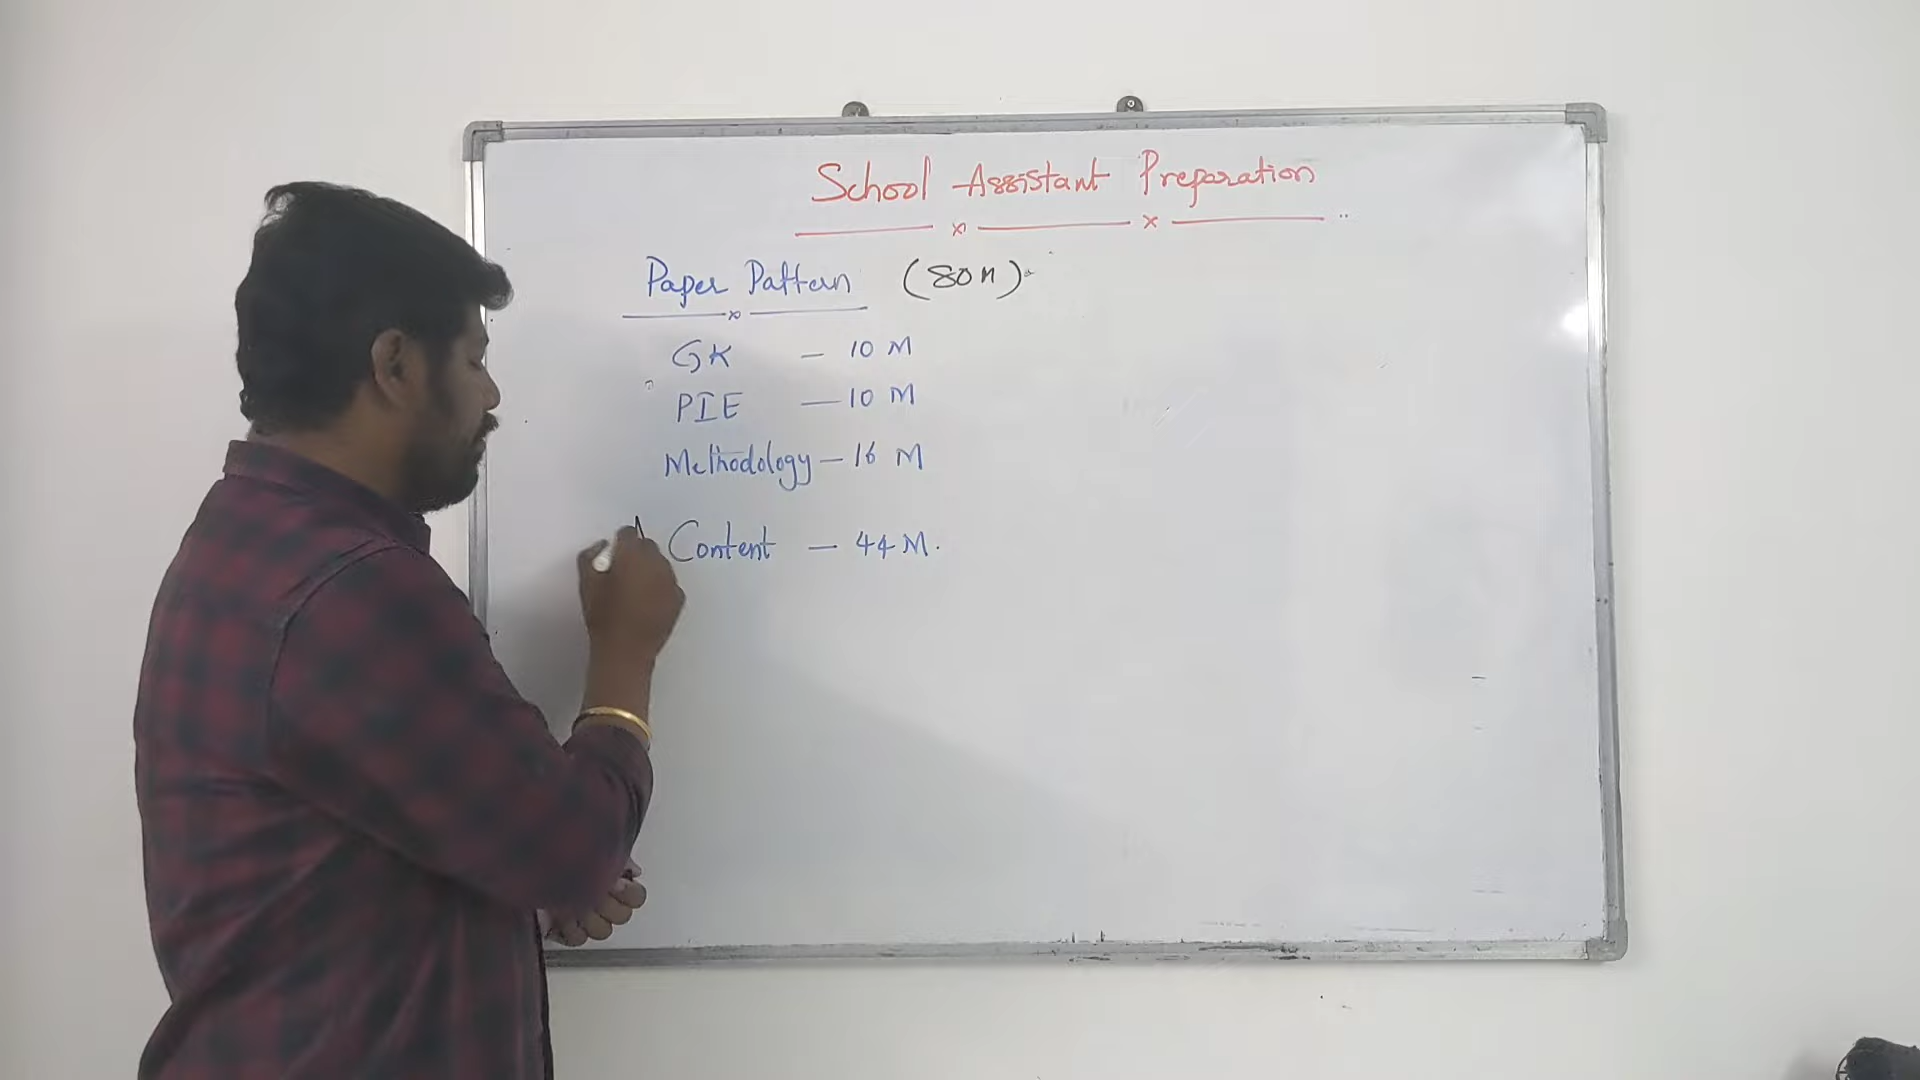 School Assistant Preparation
Paper Pattern (80M)
GK - 10 M
PIE - 10 M
Methodology - 16 M
Content - 44 M.